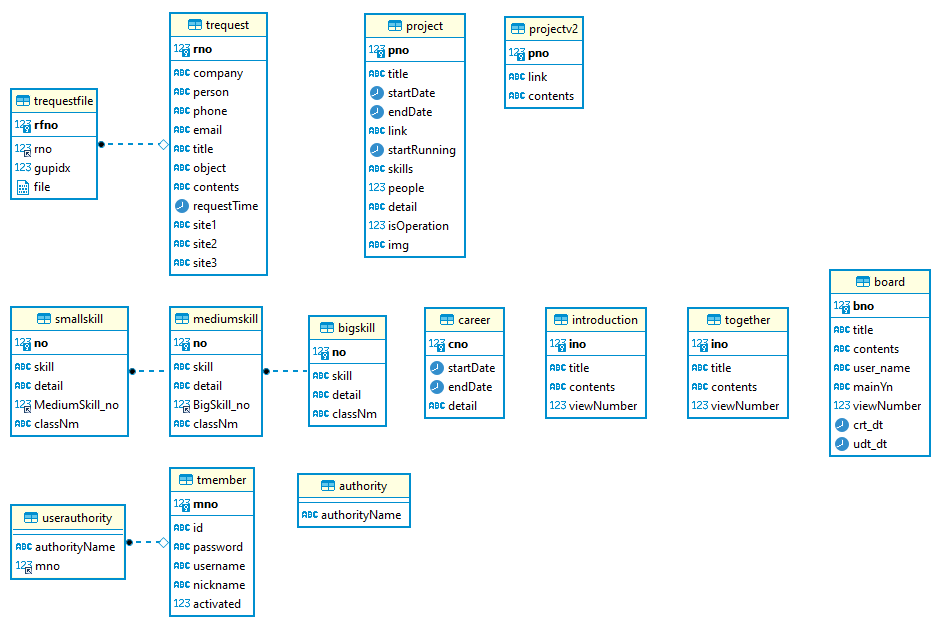 trequestfile
rfno
rno
gupidx
file
trequest
rno
company
person
phone
email
title
object
contents
requestTime
site1
site2
site3
project
pno
title
startDate
endDate
link
startRunning
skills
people
detail
isOperation
img
projectv2
pno
link
contents
smallskill
no
skill
detail
MediumSkill_no
classNm
mediumskill
no
skill
detail
BigSkill_no
classNm
bigskill
no
skill
detail
classNm
career
cno
startDate
endDate
detail
introduction
ino
title
contents
viewNumber
together
ino
title
contents
viewNumber
board
bno
title
contents
user_name
mainYn
viewNumber
crt_dt
udt_dt
userauthority
authorityName
mno
tmember
mno
id
password
username
nickname
activated
authority
authorityName